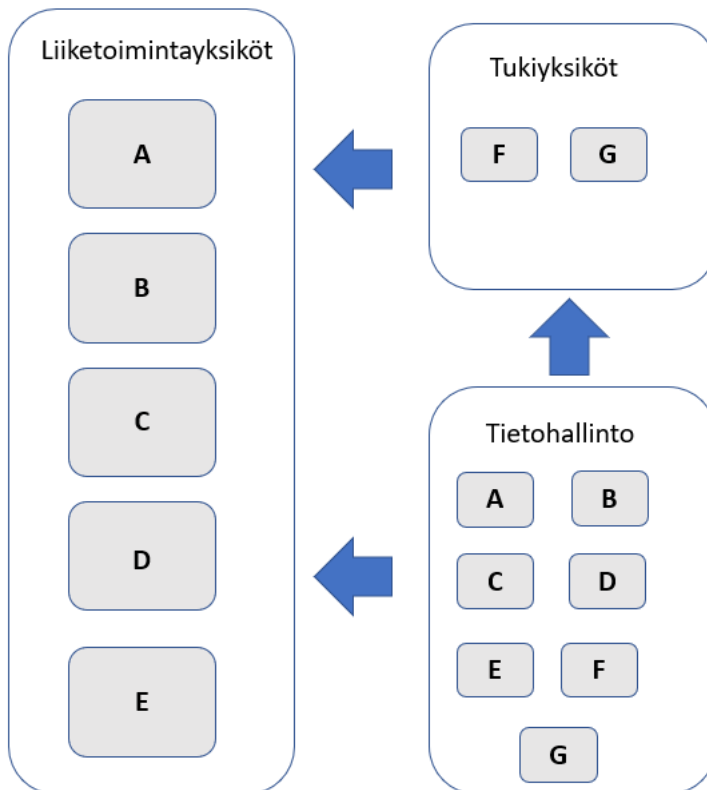 Liiketoimintayksiköt
A
B
C
D
E
Tukiyksiköt
F G
Tietohallinto
A B
C D
E F
G